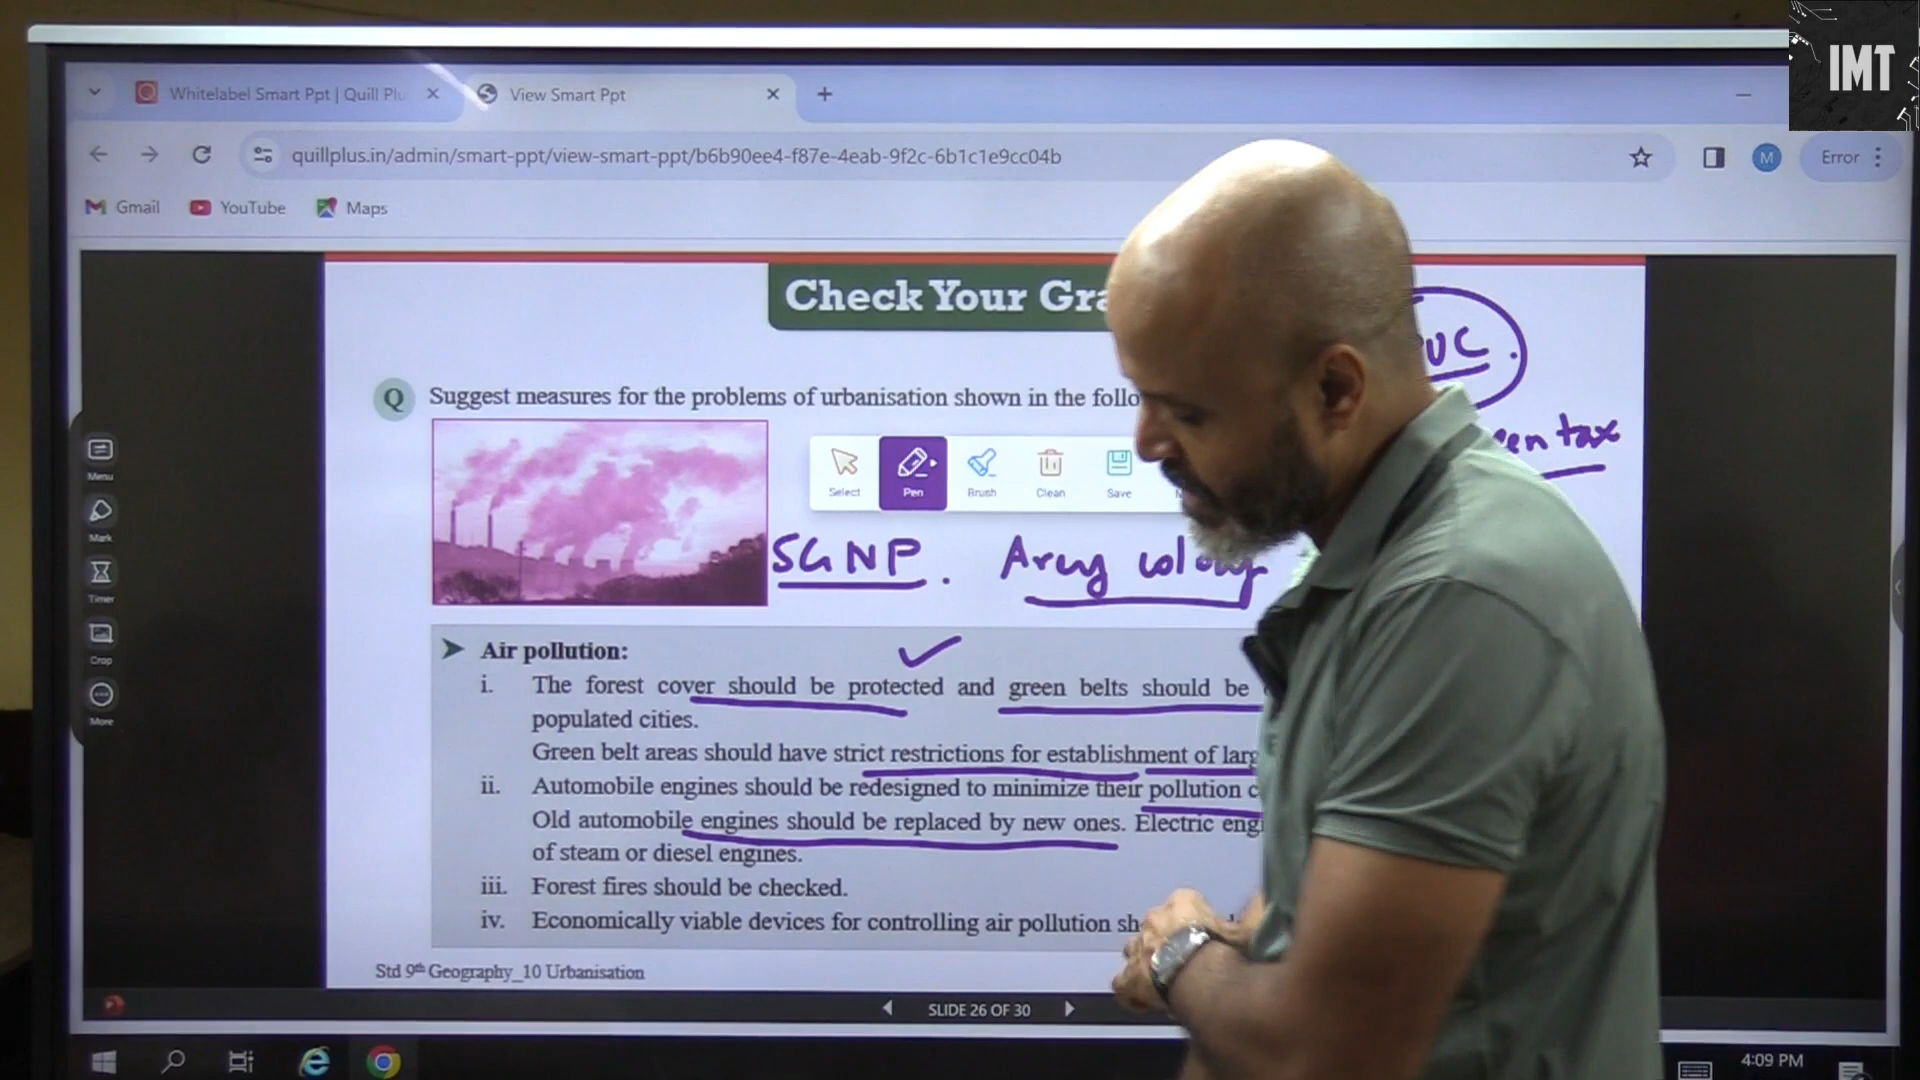 IMT
Whitelabel Smart Ppt | Quill Plu
View Smart Ppt
quillplus.in/admin/smart-ppt/view-smart-ppt/b6b90ee4-f87e-4eab-9f2c-6b1c1e9cc04b
M
Error
Gmail
YouTube
Maps
Check Your Gra
UC.
Q
Suggest measures for the problems of urbanisation shown in the follo
en tax
Select
Pen
Brush
Clean
Save
Menu
Mark
Timer
Crop
More
SGNP.
Arey colony
Air pollution:
i. The forest cover should be protected and green belts should be
populated cities.
Green belt areas should have strict restrictions for establishment of larg
ii. Automobile engines should be redesigned to minimize their pollution c
Old automobile engines should be replaced by new ones. Electric engi
of steam or diesel engines.
iii. Forest fires should be checked.
iv. Economically viable devices for controlling air pollution sh
Std 9th Geography_10 Urbanisation
SLIDE 26 OF 30
4:09 PM